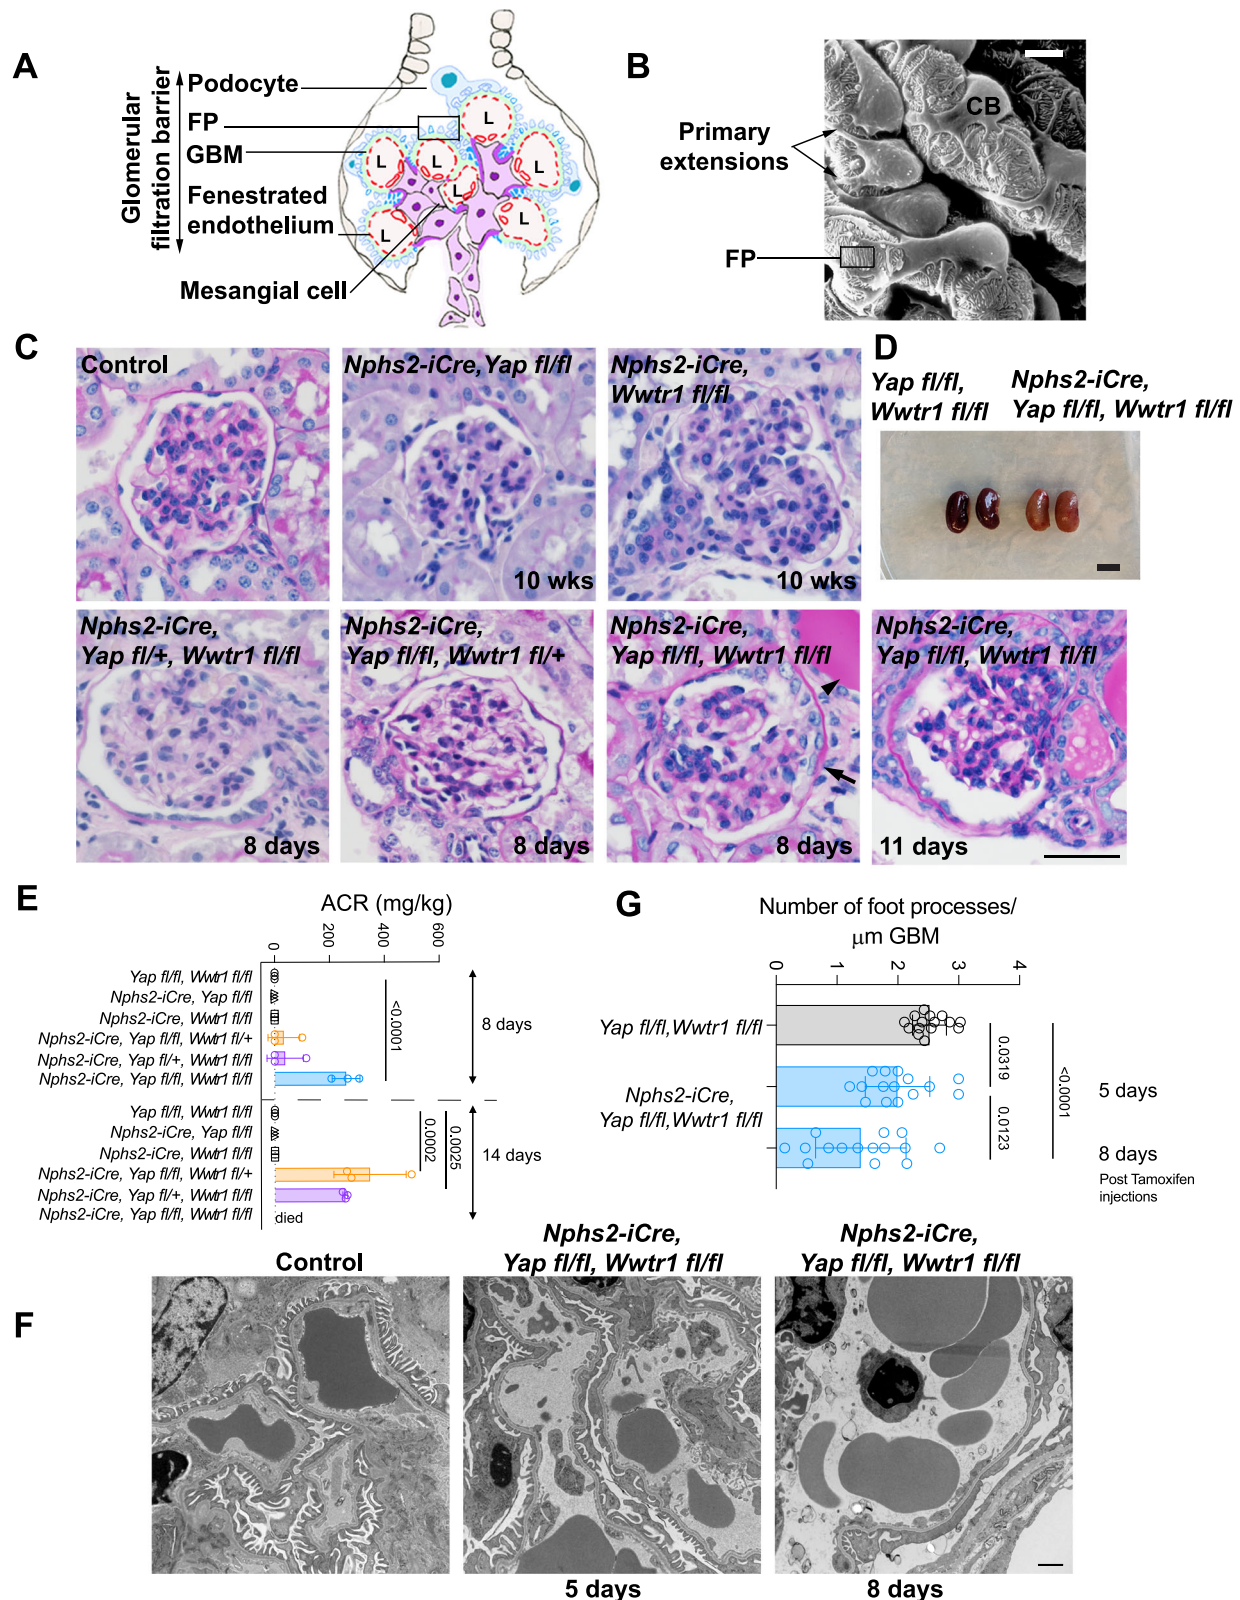 A
Glomerular
filtration barrier
Podocyte
FP
GBM
Fenestrated
endothelium
Mesangial cell
L
L
L
L
L
L
L
B
Primary
extensions
FP
CB
C
Control
Nphs2-iCre,Yap fl/fl
10 wks
Nphs2-iCre,
Wwtr1 fl/fl
10 wks
D
Yap fl/fl,
Wwtr1 fl/fl
Nphs2-iCre,
Yap fl/fl, Wwtr1 fl/fl
Nphs2-iCre,
Yap fl/+, Wwtr1 fl/fl
8 days
Nphs2-iCre,
Yap fl/fl, Wwtr1 fl/+
8 days
Nphs2-iCre,
Yap fl/fl, Wwtr1 fl/fl
8 days
Nphs2-iCre,
Yap fl/fl, Wwtr1 fl/fl
11 days
E
ACR (mg/kg)
0
200
400
600
Yap fl/fl, Wwtr1 fl/fl
Nphs2-iCre, Yap fl/fl
Nphs2-iCre, Wwtr1 fl/fl
Nphs2-iCre, Yap fl/fl, Wwtr1 fl/+
Nphs2-iCre, Yap fl/+, Wwtr1 fl/fl
Nphs2-iCre, Yap fl/fl, Wwtr1 fl/fl
<0.0001
8 days
Yap fl/fl, Wwtr1 fl/fl
Nphs2-iCre, Yap fl/fl
Nphs2-iCre, Wwtr1 fl/fl
Nphs2-iCre, Yap fl/fl, Wwtr1 fl/+
Nphs2-iCre, Yap fl/+, Wwtr1 fl/fl
Nphs2-iCre, Yap fl/fl, Wwtr1 fl/fl
died
0.0002
0.0025
14 days
G
Number of foot processes/
μm GBM
0
1
2
3
4
Yap fl/fl,Wwtr1 fl/fl
Nphs2-iCre,
Yap fl/fl,Wwtr1 fl/fl
0.0319
0.0123
<0.0001
5 days
8 days
Post Tamoxifen
injections
F
Control
Nphs2-iCre,
Yap fl/fl, Wwtr1 fl/fl
5 days
Nphs2-iCre,
Yap fl/fl, Wwtr1 fl/fl
8 days